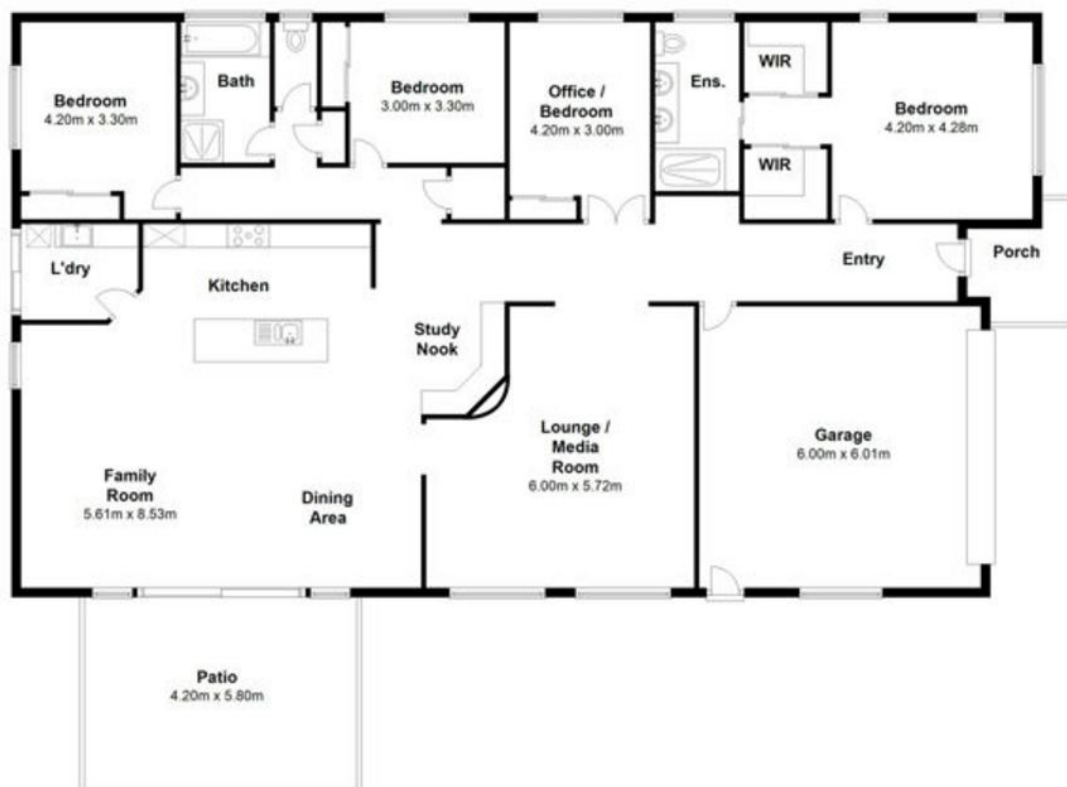 Bedroom
4.20m x 3.30m
Bath
Bedroom
3.00m x 3.30m
Office /
Bedroom
4.20m x 3.00m
Ens.
WIR
WIR
Bedroom
4.20m x 4.28m
L'dry
Kitchen
Study
Nook
Entry
Porch
Family
Room
5.61m x 8.53m
Dining
Area
Lounge /
Media
Room
6.00m x 5.72m
Garage
6.00m x 6.01m
Patio
4.20m x 5.80m